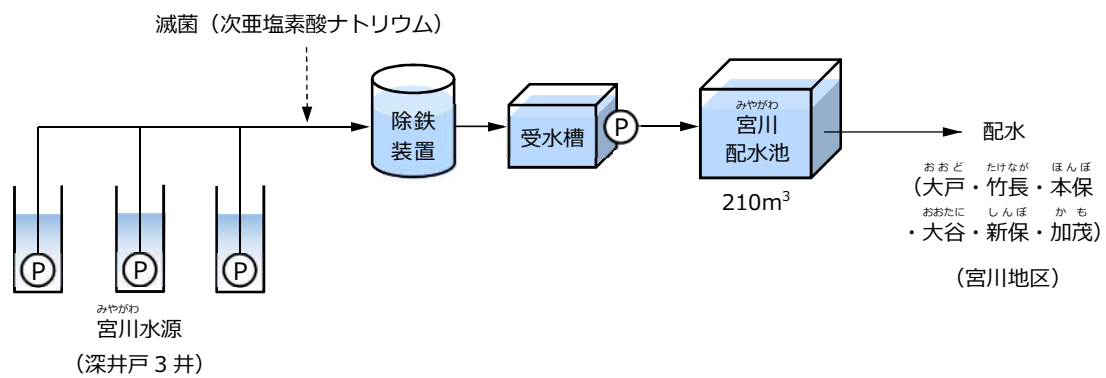 滅菌（次亜塩素酸ナトリウム）
除鉄
装置
受水槽
P
みやがわ
宮川
配水池
210m³
配水
おおど たけなが ほんぼ
（大戸・竹長・本保
おおたに しんぼ かも
・大谷・新保・加茂）
（宮川地区）
P
P
P
みやがわ
宮川水源
（深井戸 3 井）